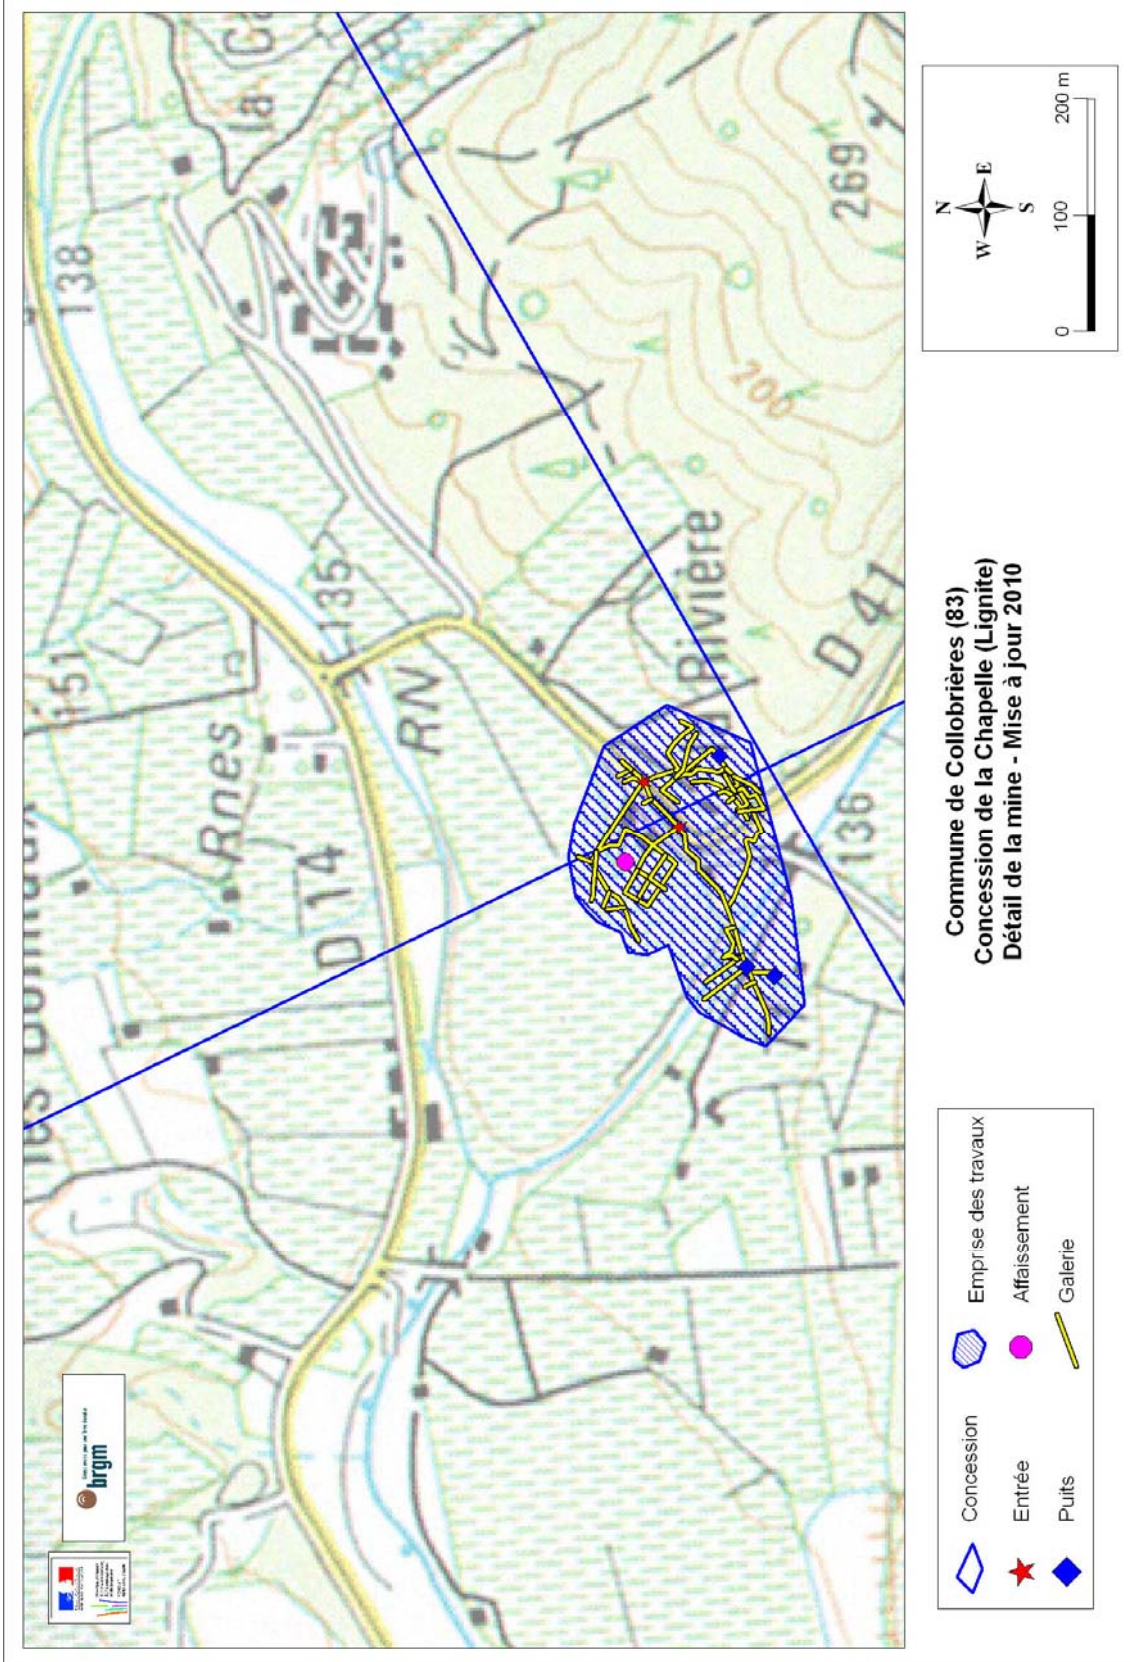 brgm
la
138
151
135
Rnes
RN
D 14
269
200
Rivière
D 41
136
Concession
Emprise des travaux
Entrée
Affaissement
Puits
Galerie
Commune de Collobrières (83)
Concession de la Chapelle (Lignite)
Détail de la mine - Mise à jour 2010
N
W
E
S
0
100
200 m